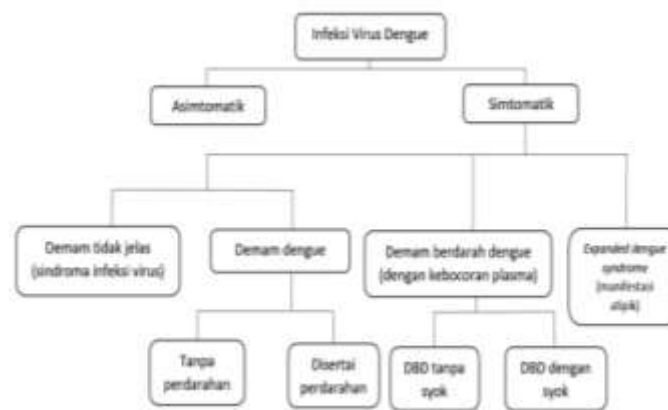 Infeksi Virus Dengue
Asimtomatik
Simtomatik
Demam tidak jelas
(sindroma infeksi virus)
Demam dengue
Demam berdarah dengue
(dengan kebocoran plasma)
Expanded dengue
syndrome
(manifestasi
atipik)
Tanpa
perdarahan
Disertai
perdarahan
DBD tanpa
syok
DBD dengan
syok